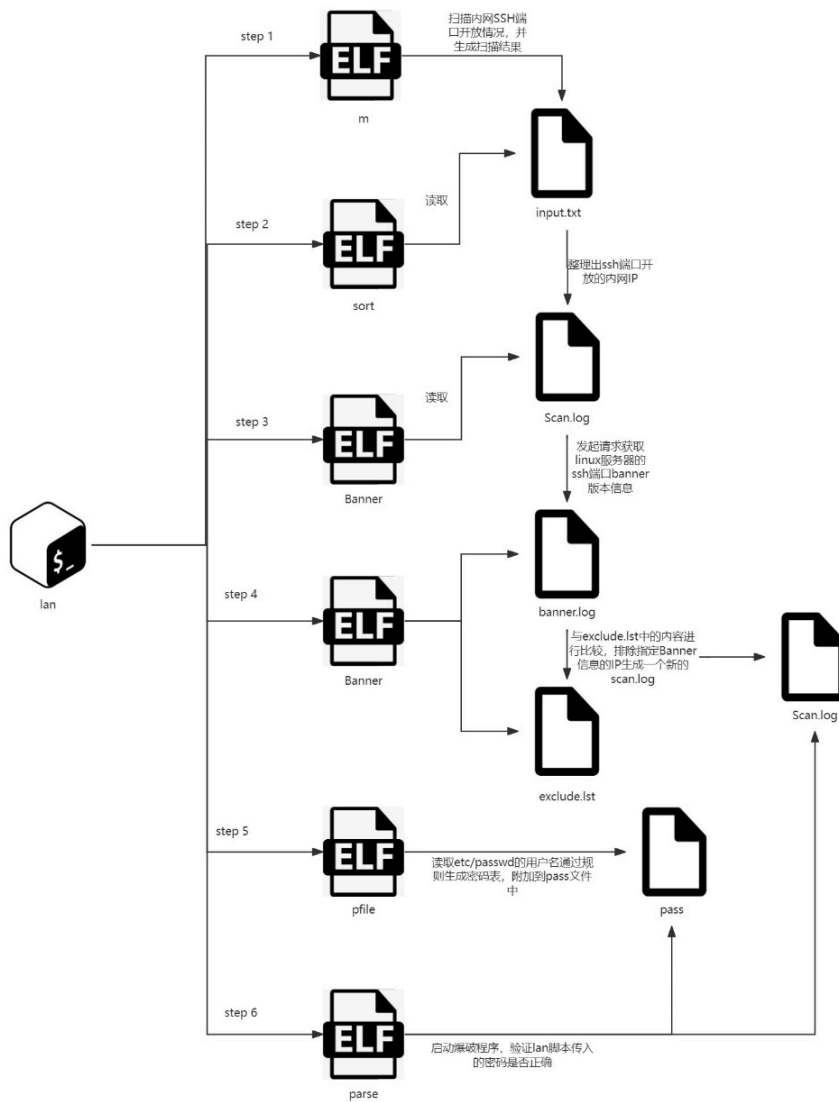 step 1
扫描内网SSH端
口开放情况，并
生成扫描结果
ELF
m
input.txt
step 2
读取
ELF
sort
整理出ssh端口开
放的内网IP
step 3
读取
ELF
Banner
Scan.log
发起请求获取
linux服务器的
ssh端口banner
版本信息
$_
lan
step 4
ELF
Banner
banner.log
与exclude.lst中的内容进
行比较，排除指定Banner
信息的IP生成一个新的
scan.log
Scan.log
exclude.lst
step 5
ELF
pfile
读取etc/passwd的用户名通过规
则生成密码表，附加到pass文件
中
pass
step 6
ELF
parse
启动爆破程序，验证lan脚本传入
的密码是否正确